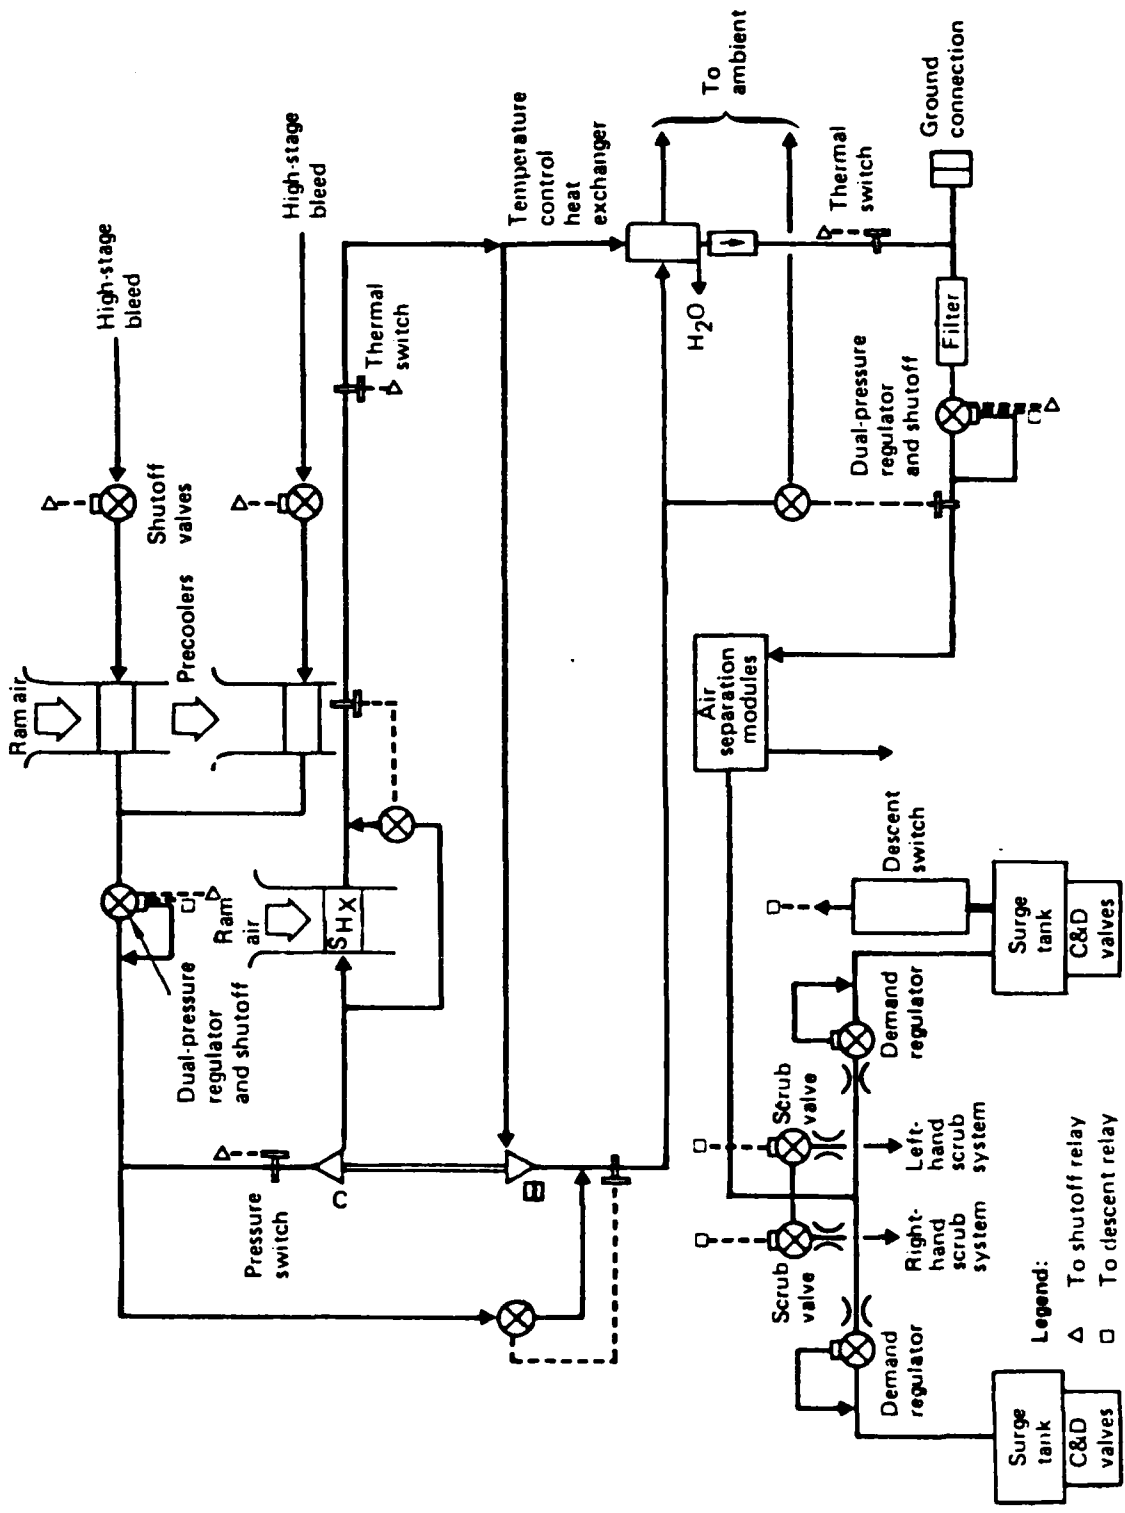 High-stage
bleed
High-stage
bleed
Shutoff
valves
Ram air
Precoolers
Thermal
switch
Temperature
control
heat
exchanger
To
ambient
H2O
Thermal
switch
Ground
connection
Filter
Dual-pressure
regulator
and shutoff
Dual-pressure
regulator
and shutoff
Ram
air
SHX
Pressure
switch
C
Air
separation
modules
Descent
switch
Surge
tank
C&D
valves
Demand
regulator
Scrub
valve
Left-
hand
scrub
system
Scrub
valve
Right-
hand
scrub
system
Demand
regulator
Surge
tank
C&D
valves
Legend:
To shutoff relay
To descent relay